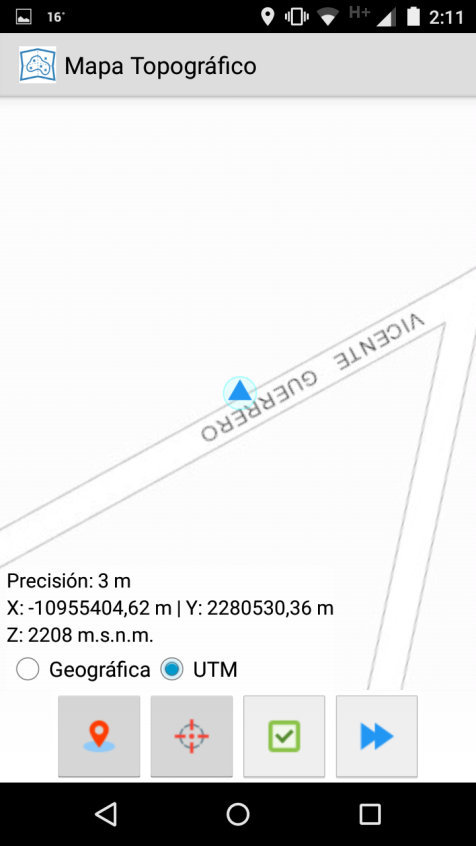 16°
H+
2:11
Mapa Topográfico
VICENTE GUERRERO
Precisión: 3 m
X: -10955404,62 m | Y: 2280530,36 m
Z: 2208 m.s.n.m.
Geográfica
UTM